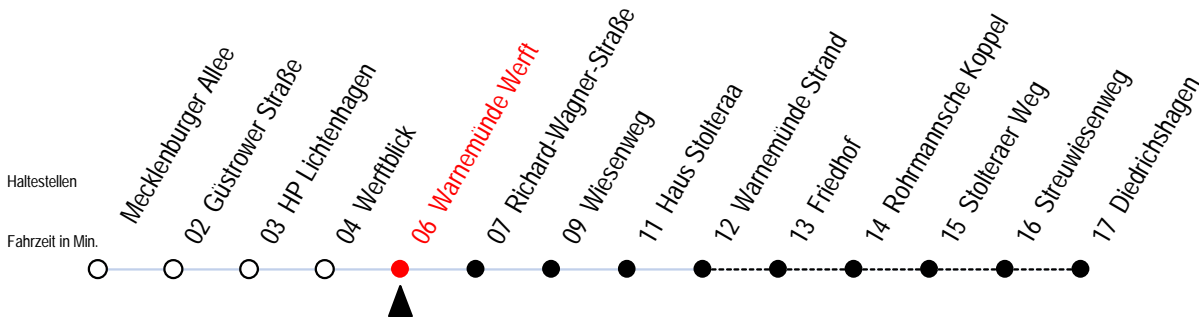 Haltestellen
Fahrzeit in Min.
Mecklenburger Allee
02 Güstrower Straße
03 HP Lichtenhagen
04 Werftblick
06 Warnemünde Werft
07 Richard-Wagner-Straße
09 Wiesenweg
11 Haus Stolteraa
12 Warnemünde Strand
13 Friedhof
14 Rohrmannsche Koppel
15 Stolteraer Weg
16 Streuwiesenweg
17 Diedrichshagen